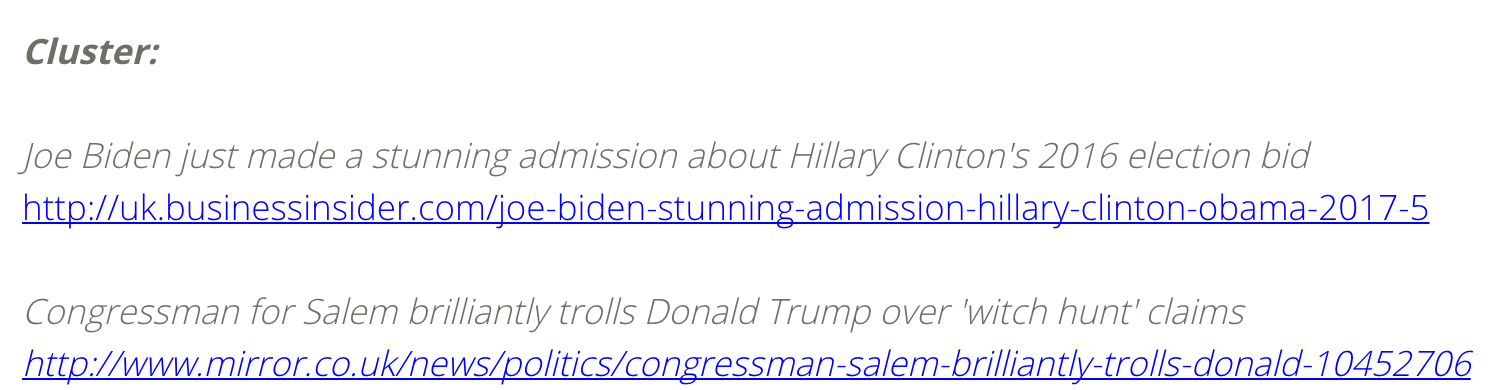 Cluster:
Joe Biden just made a stunning admission about Hillary Clinton's 2016 election bid
http://uk.businessinsider.com/joe-biden-stunning-admission-hillary-clinton-obama-2017-5
Congressman for Salem brilliantly trolls Donald Trump over 'witch hunt' claims
http://www.mirror.co.uk/news/politics/congressman-salem-brilliantly-trolls-donald-10452706